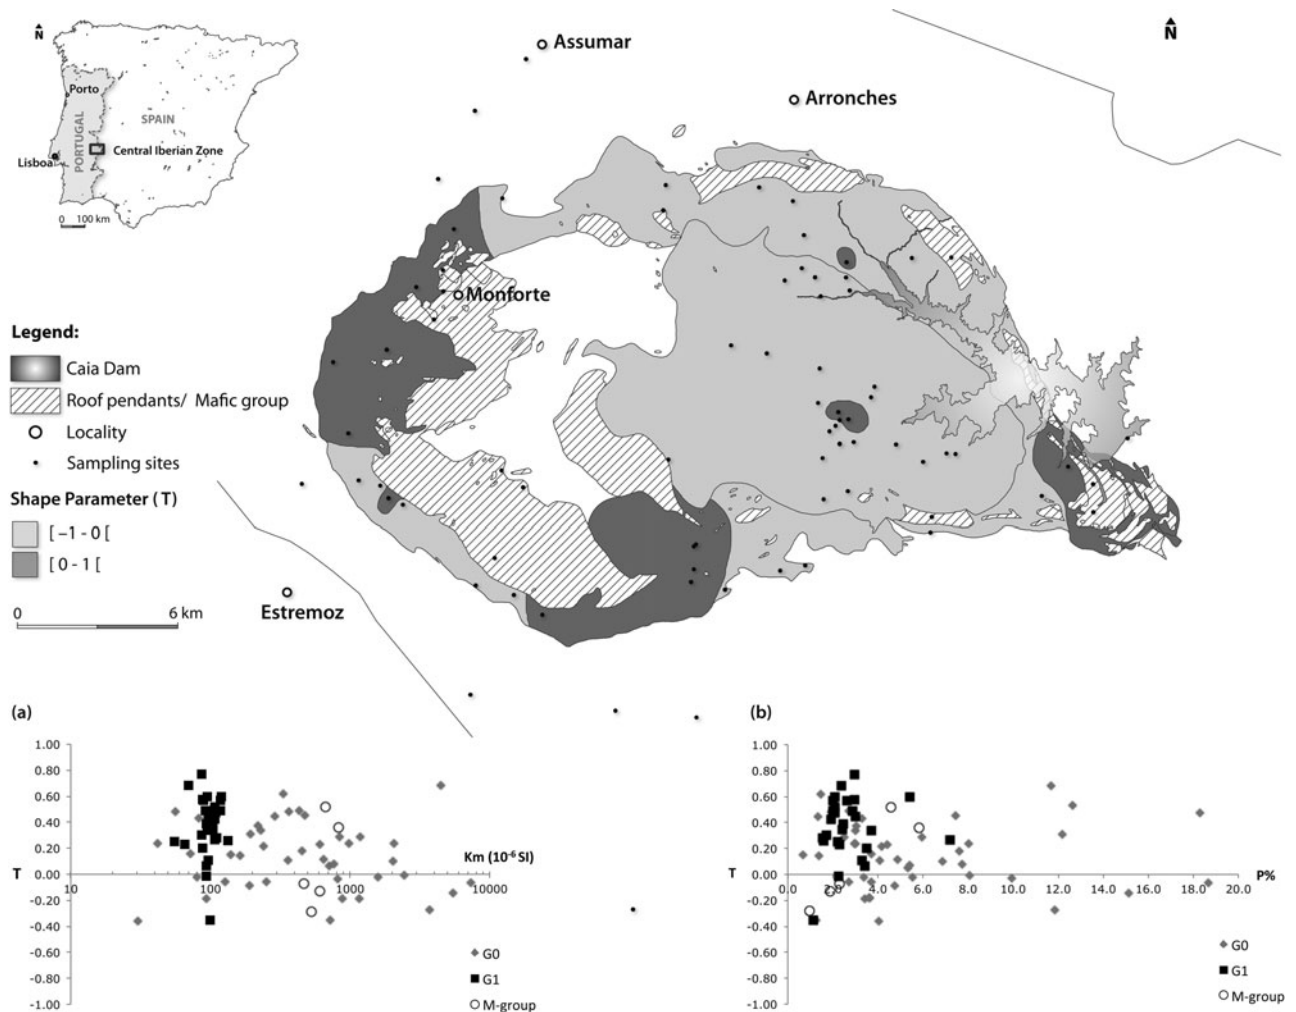 N
Porto
PORTUGAL
SPAIN
Lisboa
Central Iberian Zone
0 100 km
Assumar
N
Arronches
Monforte
Legend:
Caia Dam
Roof pendants/ Mafic group
Locality
Sampling sites
Shape Parameter (T)
[ –1 - 0 [
[ 0 - 1 [
0 6 km
Estremoz
(a)
1.00
0.80
0.60
0.40
0.20
0.00
-0.20
-0.40
-0.60
-0.80
-1.00
T
10 100 1000 10000
Km (10⁻⁶ SI)
G0
G1
M-group
(b)
1.00
0.80
0.60
0.40
0.20
0.00
-0.20
-0.40
-0.60
-0.80
-1.00
T
0.0 2.0 4.0 6.0 8.0 10.0 12.0 14.0 16.0 18.0 20.0
P%
G0
G1
M-group